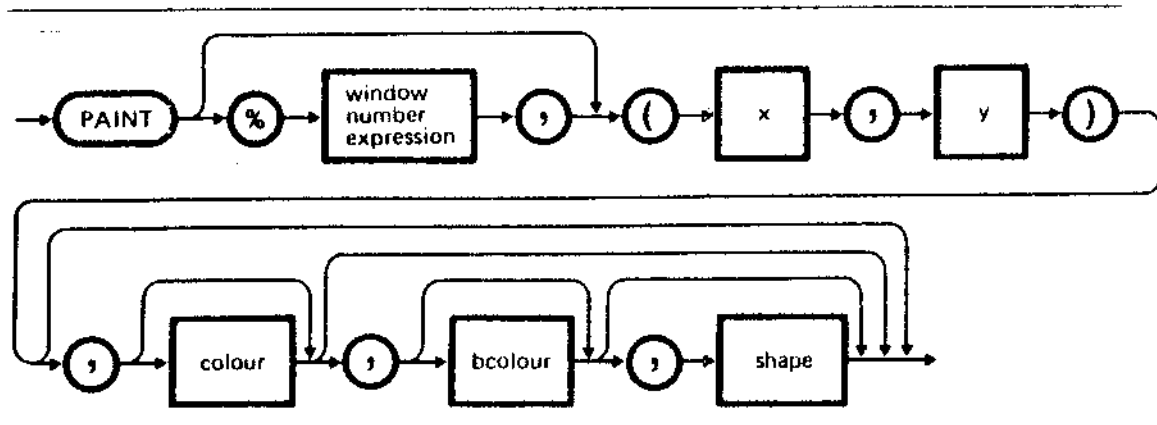 PAINT % window number expression , ( x , y )
, colour , bcolour , shape